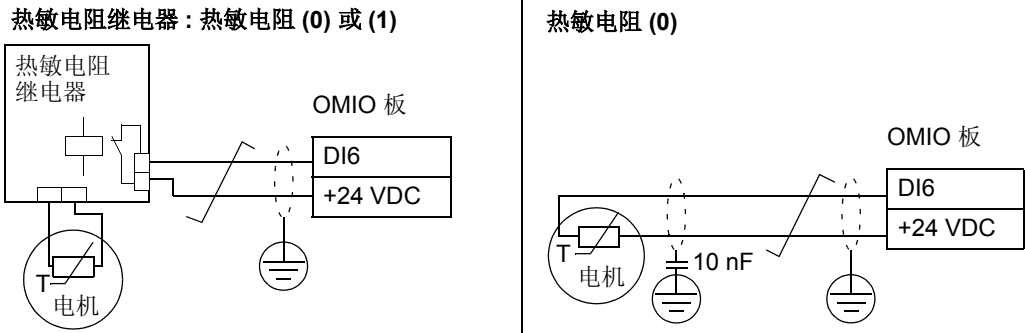 热敏电阻继电器 : 热敏电阻 (0) 或 (1)
热敏电阻
继电器
OMIO 板
DI6
+24 VDC
T
电机
热敏电阻 (0)
OMIO 板
DI6
+24 VDC
T
电机
10 nF